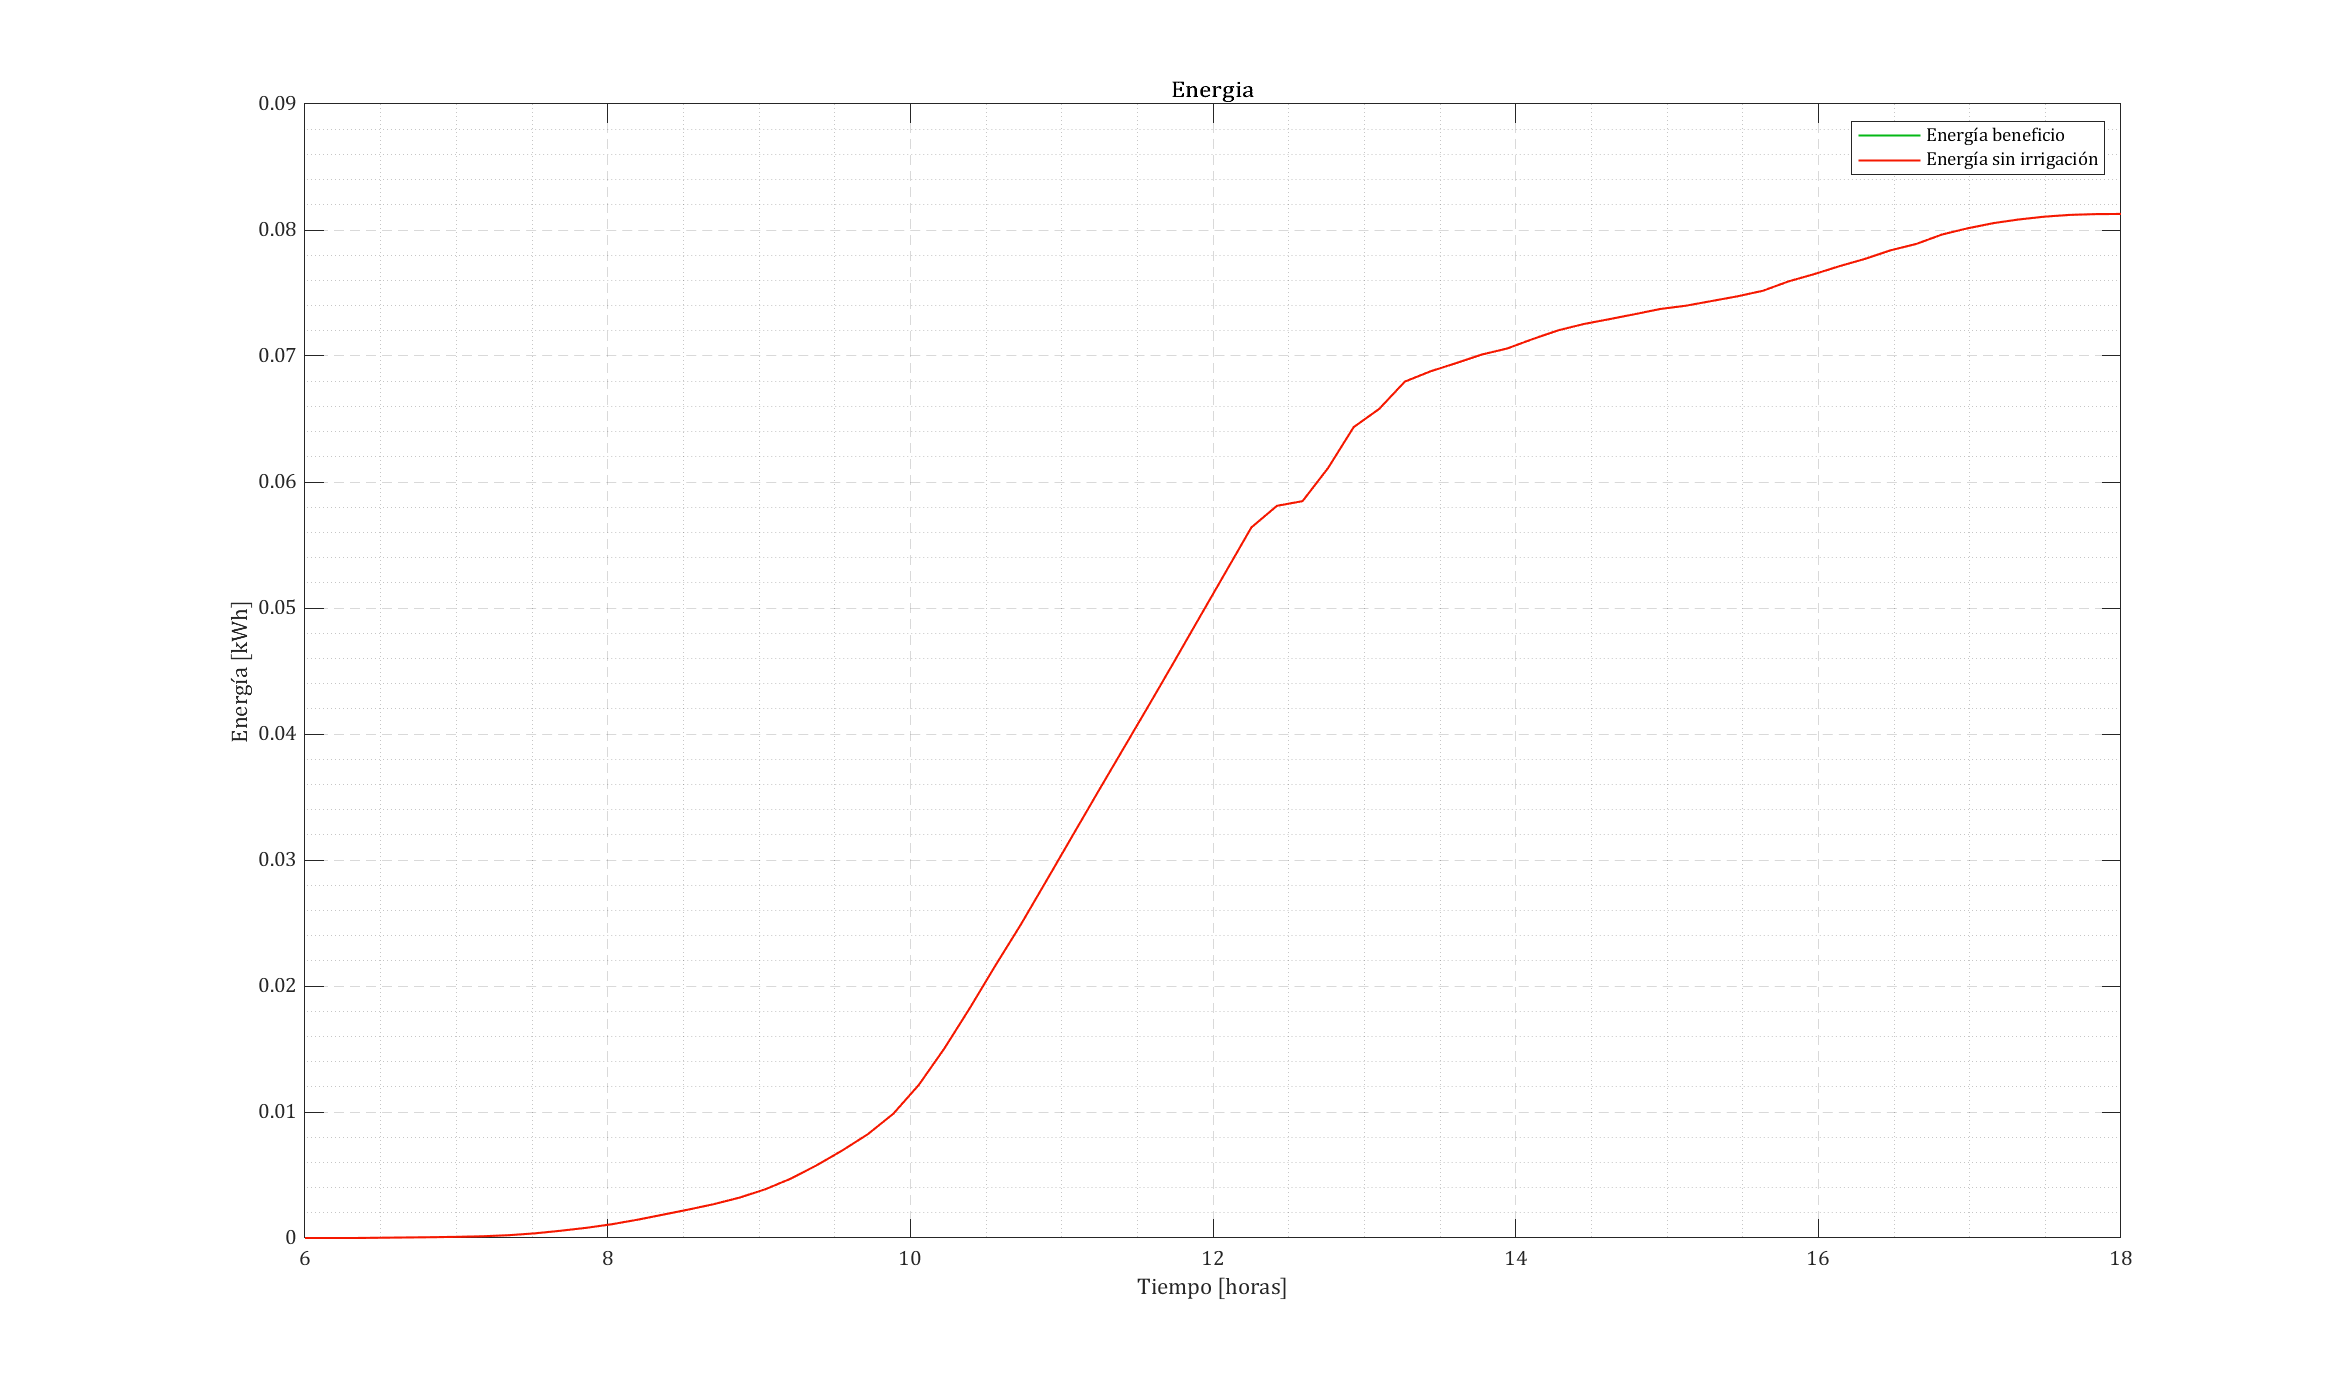 Energia
0.09
0.08
0.07
0.06
0.05
0.04
0.03
0.02
0.01
0
Energía [kWh]
6 8 10 12 14 16 18
Tiempo [horas]
Energía beneficio
Energía sin irrigación